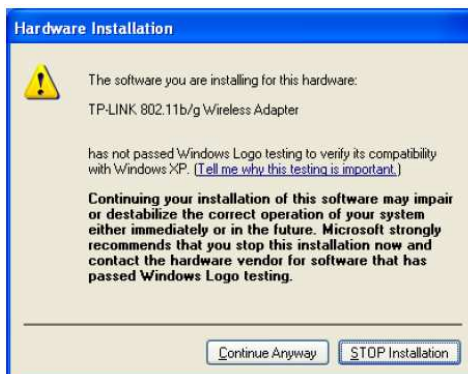 Hardware Installation
The software you are installing for this hardware:
TP-LINK 802.11b/g Wireless Adapter
has not passed Windows Logo testing to verify its compatibility
with Windows XP. (Tell me why this testing is important.)
Continuing your installation of this software may impair
or destabilize the correct operation of your system
either immediately or in the future. Microsoft strongly
recommends that you stop this installation now and
contact the hardware vendor for software that has
passed Windows Logo testing.
Continue Anyway
STOP Installation